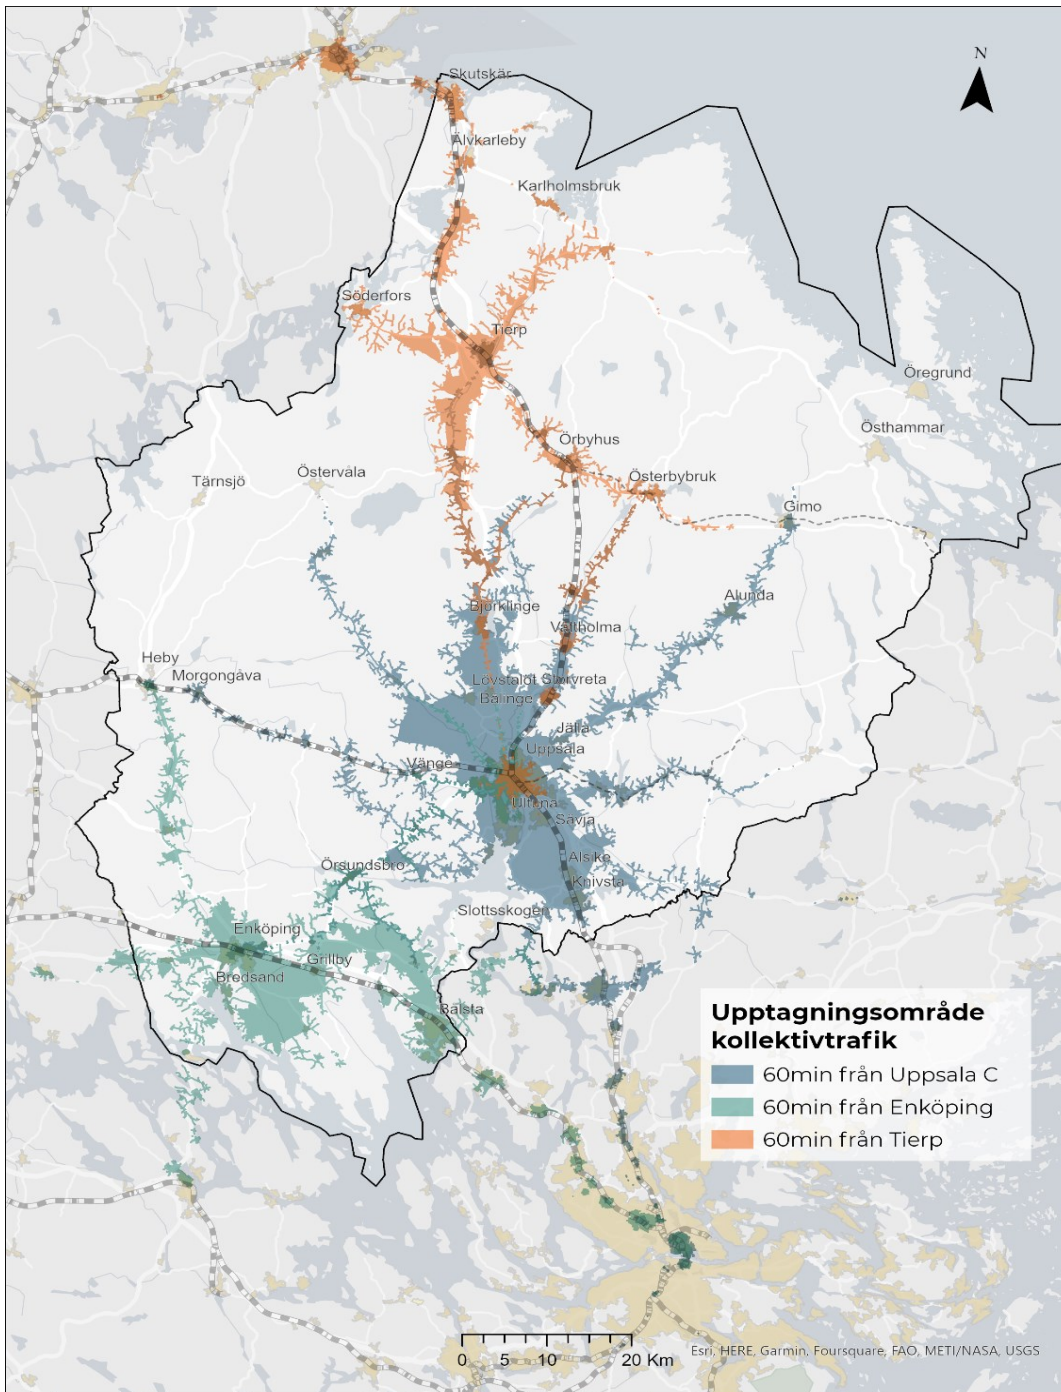 N
Skutskär
Älvkarleby
Karlholmsbruk
Söderfors
Tierp
Öregrund
Östhammar
Örbyhus
Österbybruk
Östervåla
Tärnsjö
Gimo
Alunda
Björklinge
Vattholma
Heby
Morgongåva
Lövstalöt Storvreta
Bälinge
Jälla
Uppsala
Vänge
Ultuna
Sävja
Alsike
Knivsta
Örsundsbro
Slottsskogen
Enköping
Grillby
Bredsand
Bålsta
Upptagningsområde
kollektivtrafik
60min från Uppsala C
60min från Enköping
60min från Tierp
0 5 10 20 Km
Esri, HERE, Garmin, Foursquare, FAO, METI/NASA, USGS